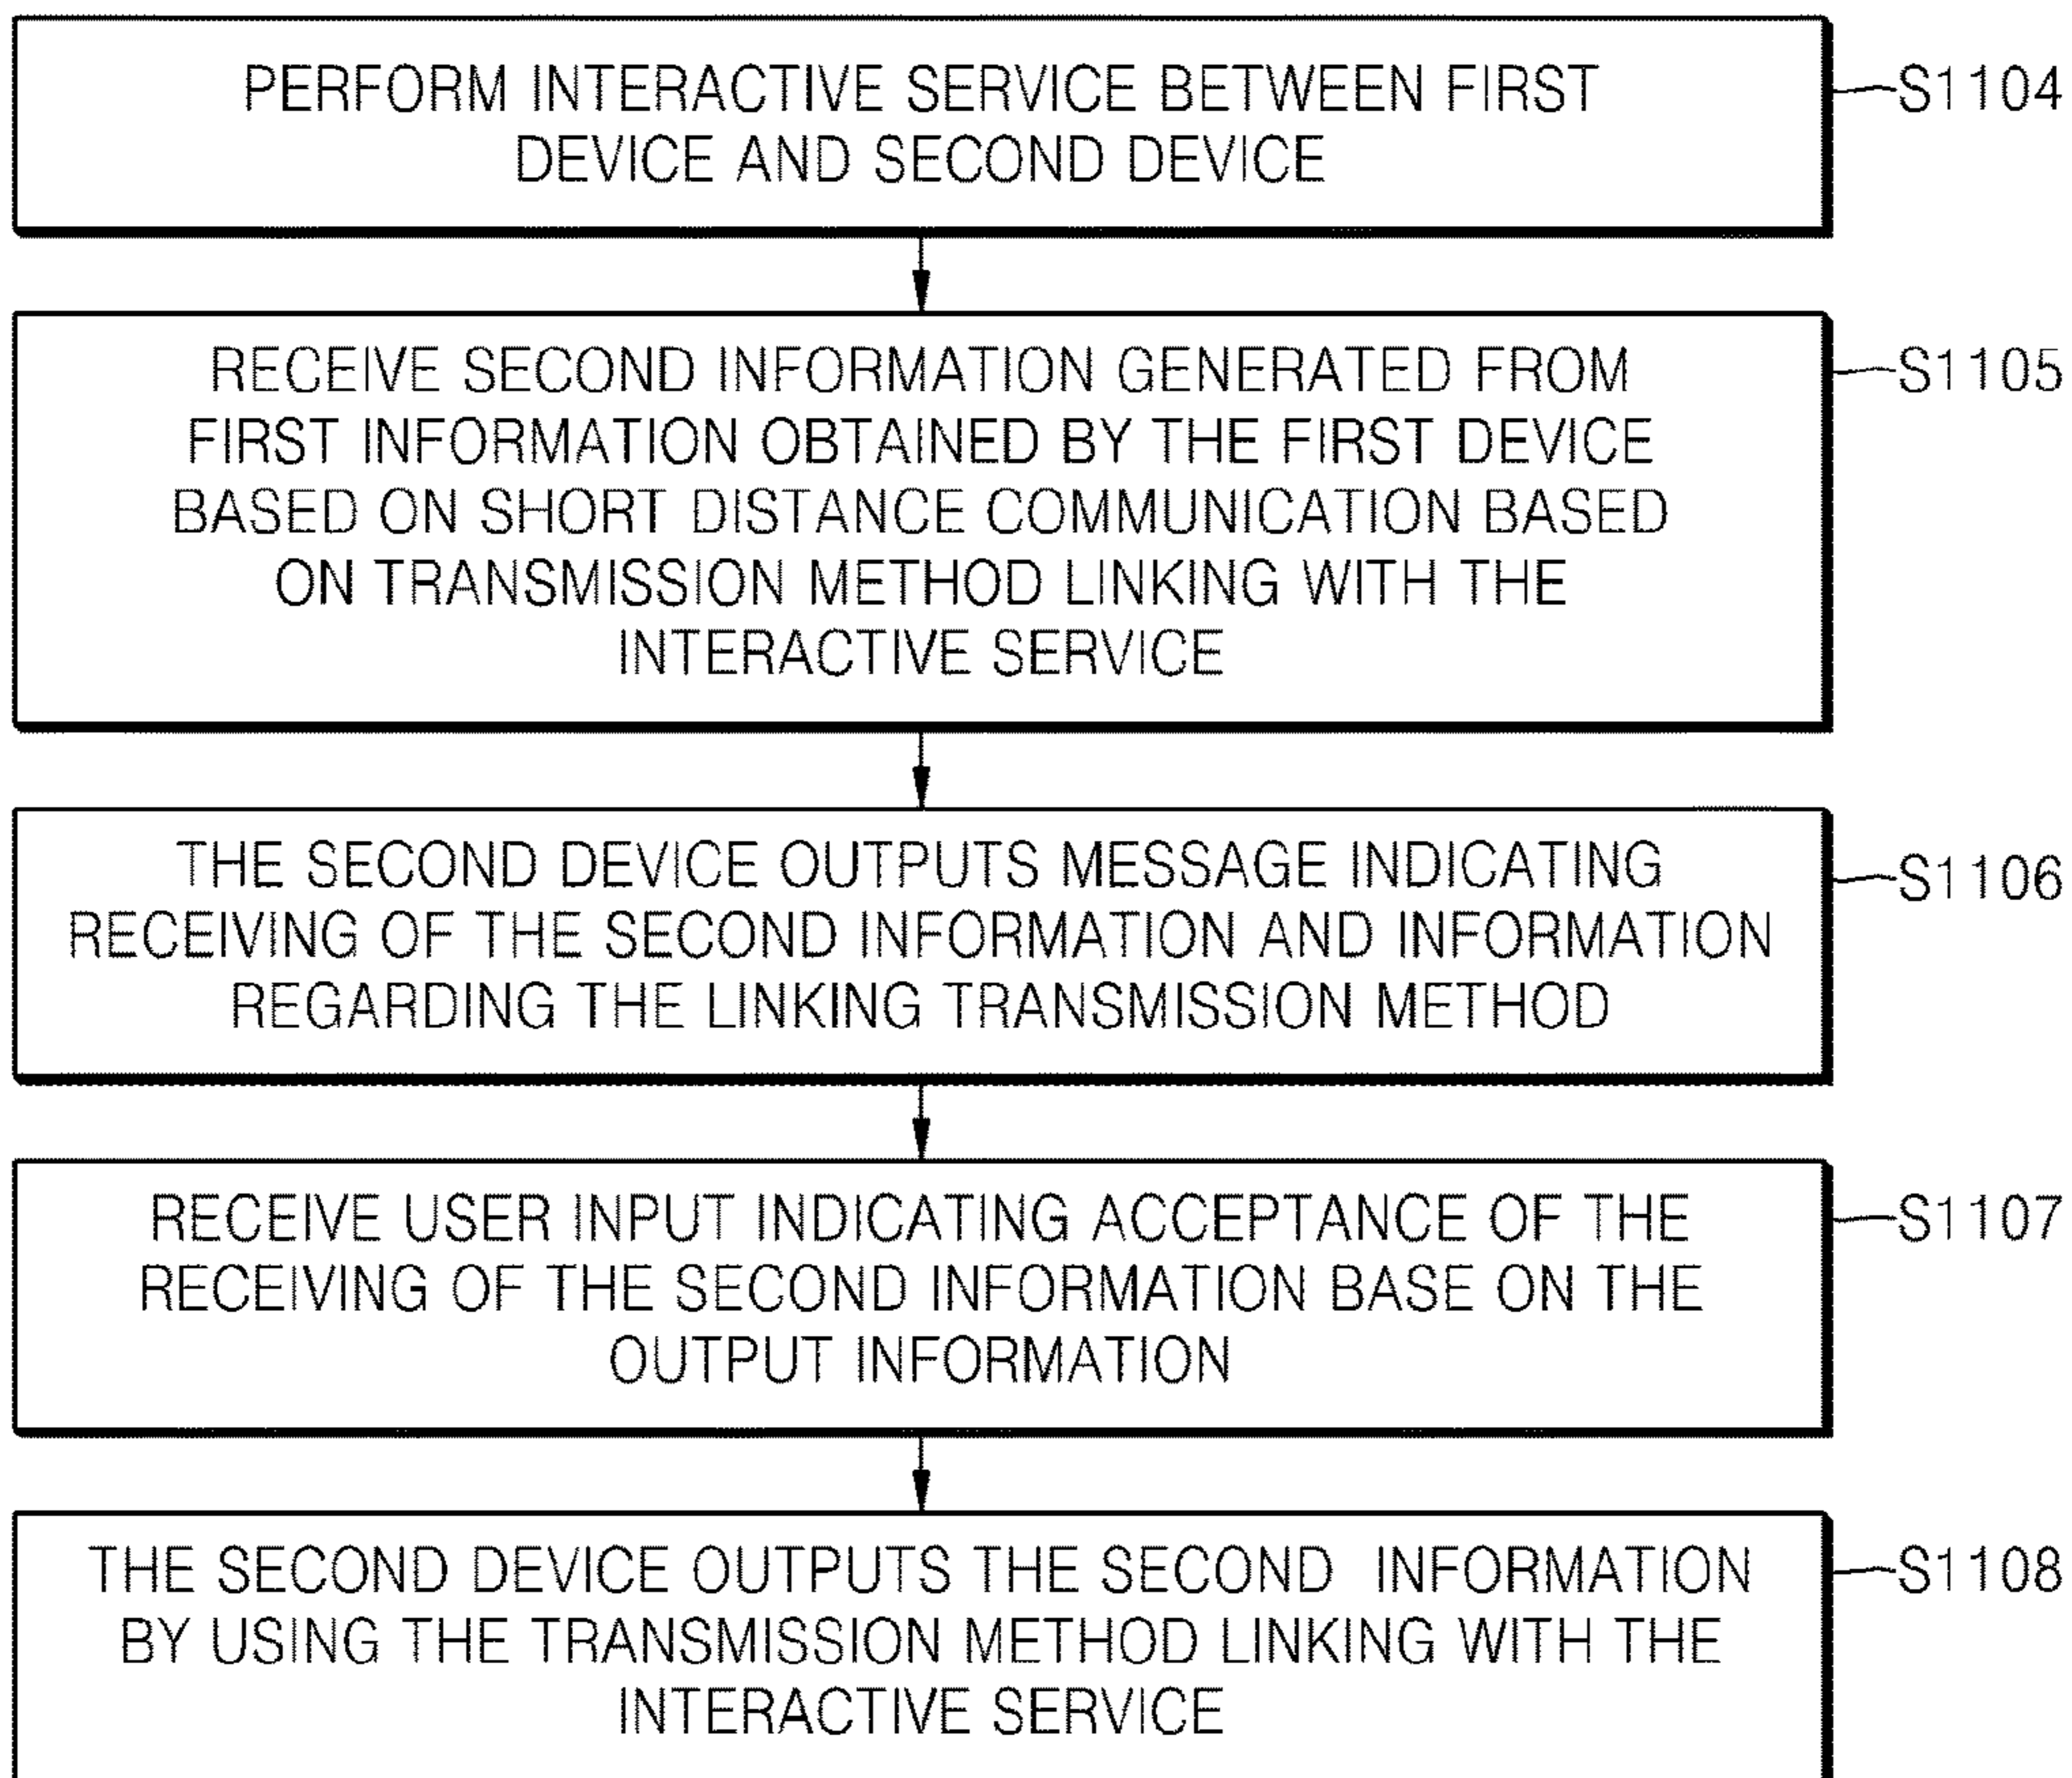 PERFORM INTERACTIVE SERVICE BETWEEN FIRST
DEVICE AND SECOND DEVICE
S1104
RECEIVE SECOND INFORMATION GENERATED FROM
FIRST INFORMATION OBTAINED BY THE FIRST DEVICE
BASED ON SHORT DISTANCE COMMUNICATION BASED
ON TRANSMISSION METHOD LINKING WITH THE
INTERACTIVE SERVICE
S1105
THE SECOND DEVICE OUTPUTS MESSAGE INDICATING
RECEIVING OF THE SECOND INFORMATION AND INFORMATION
REGARDING THE LINKING TRANSMISSION METHOD
S1106
RECEIVE USER INPUT INDICATING ACCEPTANCE OF THE
RECEIVING OF THE SECOND INFORMATION BASE ON THE
OUTPUT INFORMATION
S1107
THE SECOND DEVICE OUTPUTS THE SECOND INFORMATION
BY USING THE TRANSMISSION METHOD LINKING WITH THE
INTERACTIVE SERVICE
S1108